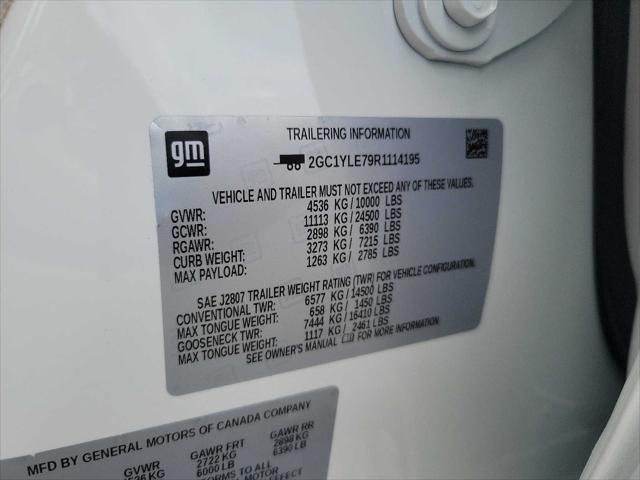 gm
TRAILERING INFORMATION
2GC1YLE79R1114195
VEHICLE AND TRAILER MUST NOT EXCEED ANY OF THESE VALUES.
GVWR: 4536 KG/10000 LBS
GCWR: 11113 KG/24500 LBS
RGAWR: 2898 KG/ 6390 LBS
CURB WEIGHT: 3273 KG/ 7215 LBS
MAX PAYLOAD: 1263 KG/ 2785 LBS
SAE J2807 TRAILER WEIGHT RATING (TWR) FOR VEHICLE CONFIGURATION.
CONVENTIONAL TWR: 6577 KG/14500 LBS
MAX TONGUE WEIGHT: 658 KG/ 1450 LBS
GOOSENECK TWR: 7444 KG/16410 LBS
MAX TONGUE WEIGHT: 1117 KG/ 2461 LBS
SEE OWNER'S MANUAL FOR MORE INFORMATION.
MFD BY GENERAL MOTORS OF CANADA COMPANY
GVWR GAWR FRT GAWR RR
2722 KG 2898 KG
6000 LB 6390 LB
TO ALL
EFFECT